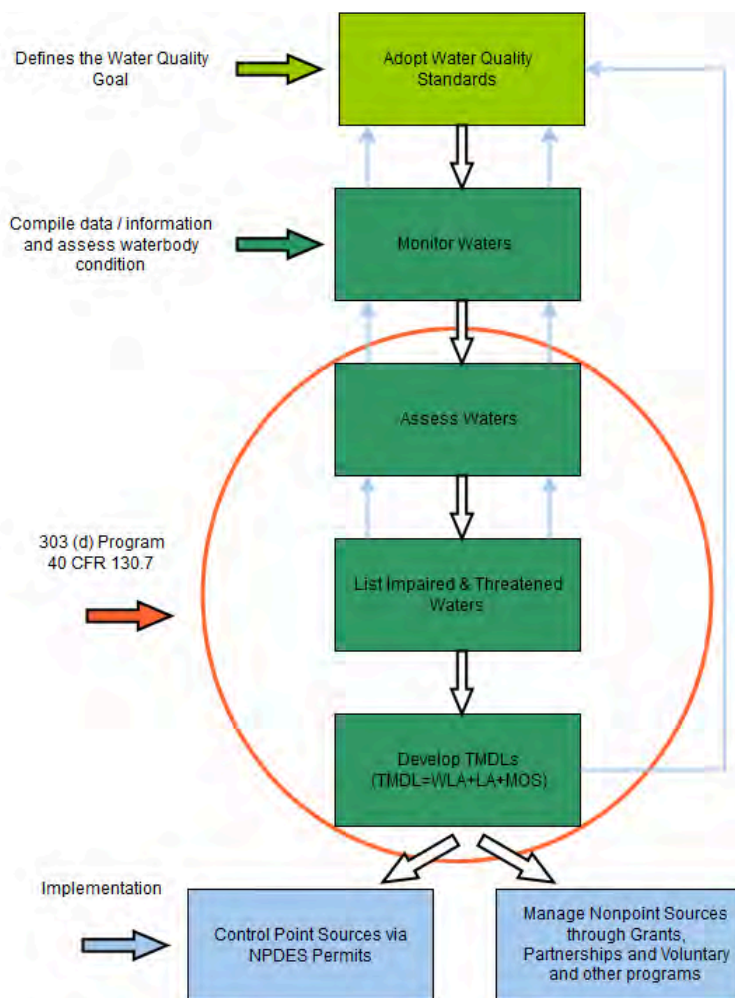 Defines the Water Quality
Goal
Adopt Water Quality
Standards
Compile data / information
and assess waterbody
condition
Monitor Waters
Assess Waters
303 (d) Program
40 CFR 130.7
List Impaired & Threatened
Waters
Develop TMDLs
(TMDL=WLA+LA+MOS)
Implementation
Control Point Sources via
NPDES Permits
Manage Nonpoint Sources
through Grants,
Partnerships and Voluntary
and other programs